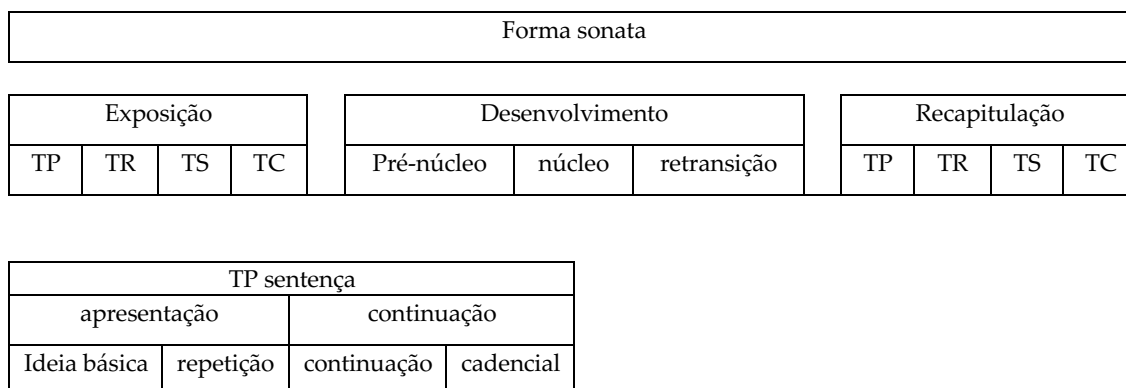 Forma sonata
Exposição Desenvolvimento Recapitulação
TP TR TS TC Pré-núcleo núcleo retransição TP TR TS TC
TP sentença
apresentação continuação
Ideia básica repetição continuação cadencial